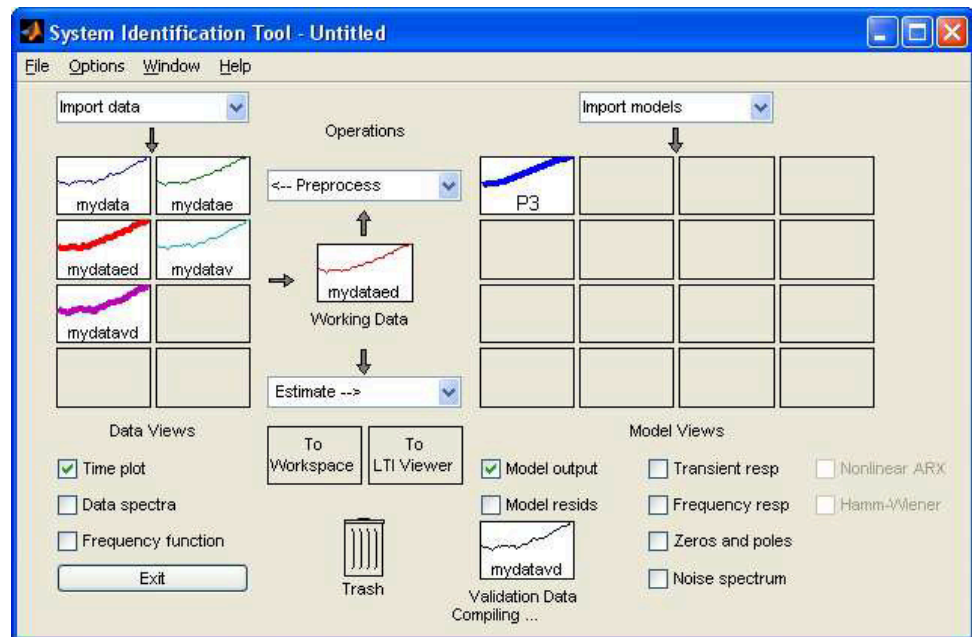 System Identification Tool - Untitled
File Options Window Help
Import data
Import models
Operations
mydata
mydatae
<-- Preprocess
P3
mydataed
mydatav
mydataed
Working Data
mydatavd
Estimate -->
Data Views
To Workspace
To LTI Viewer
Model Views
Time plot
Model output
Transient resp
Nonlinear ARX
Data spectra
Model resids
Frequency resp
Hamm-Wiener
Frequency function
Zeros and poles
Exit
Trash
mydatavd
Noise spectrum
Validation Data
Compiling ...